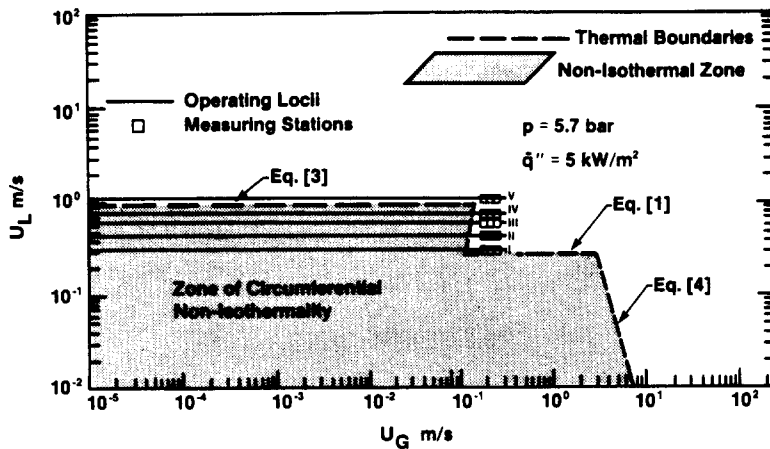 Thermal Boundaries
Non-Isothermal Zone
Operating Locii
Measuring Stations
p = 5.7 bar
q̇'' = 5 kW/m²
Eq. [3]
Eq. [1]
Eq. [4]
V
IV
III
II
I
Zone of Circumferential
Non-Isothermality
10²
10¹
10⁰
10⁻¹
10⁻²
U_L m/s
10⁻⁵ 10⁻⁴ 10⁻³ 10⁻² 10⁻¹ 10⁰ 10¹ 10²
U_G m/s